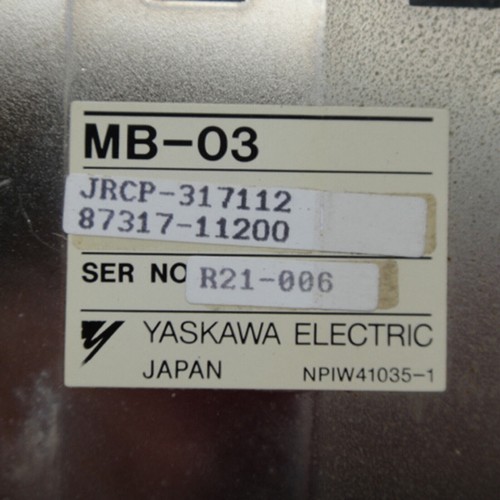 MB-03
JRCP-317112
87317-11200
SER NO R21-006
YASKAWA ELECTRIC
JAPAN NPIW41035-1